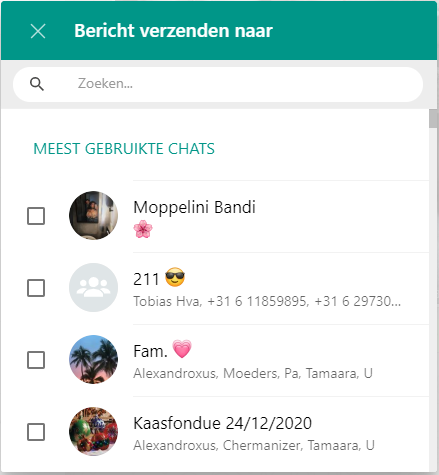 Bericht verzenden naar
Zoeken...
MEEST GEBRUIKTE CHATS
Moppelini Bandi
🌸
211 😎
Tobias Hva, +31 6 11859895, +31 6 29730...
Fam. 💗
Alexandroxus, Moeders, Pa, Tamaara, U
Kaasfondue 24/12/2020
Alexandroxus, Chermanizer, Tamaara, U